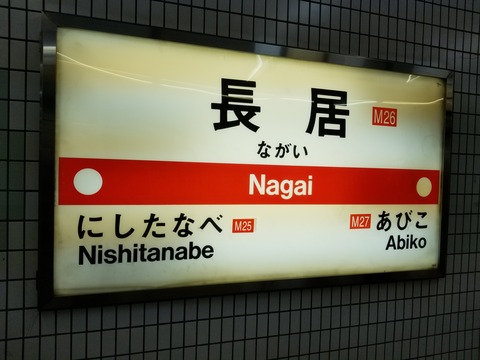 長居 M26
ながい
Nagai
にしたなべ M25
Nishitanabe
M27 あびこ
Abiko